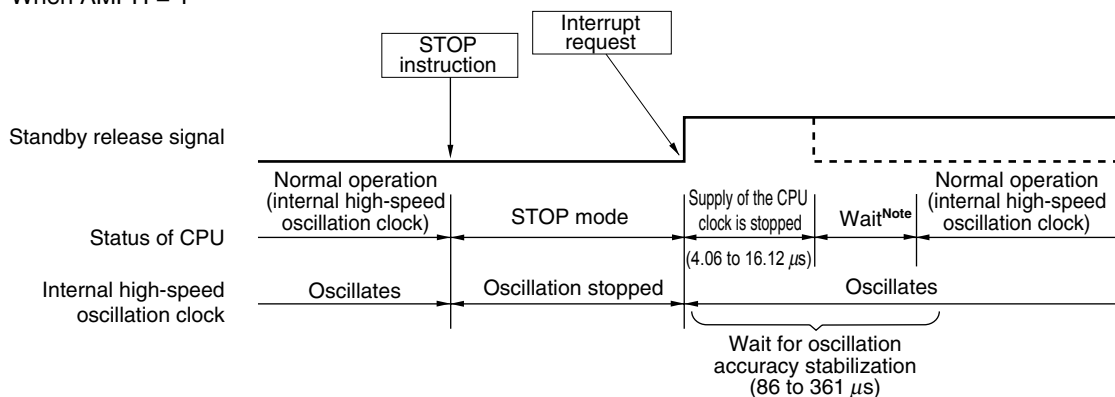 When AMPH = 1
Interrupt
request
STOP
instruction
Standby release signal
Normal operation
(internal high-speed
oscillation clock)
STOP mode
Supply of the CPU
clock is stopped
(4.06 to 16.12 μs)
WaitNote
Normal operation
(internal high-speed
oscillation clock)
Status of CPU
Internal high-speed
oscillation clock
Oscillates
Oscillation stopped
Oscillates
Wait for oscillation
accuracy stabilization
(86 to 361 μs)